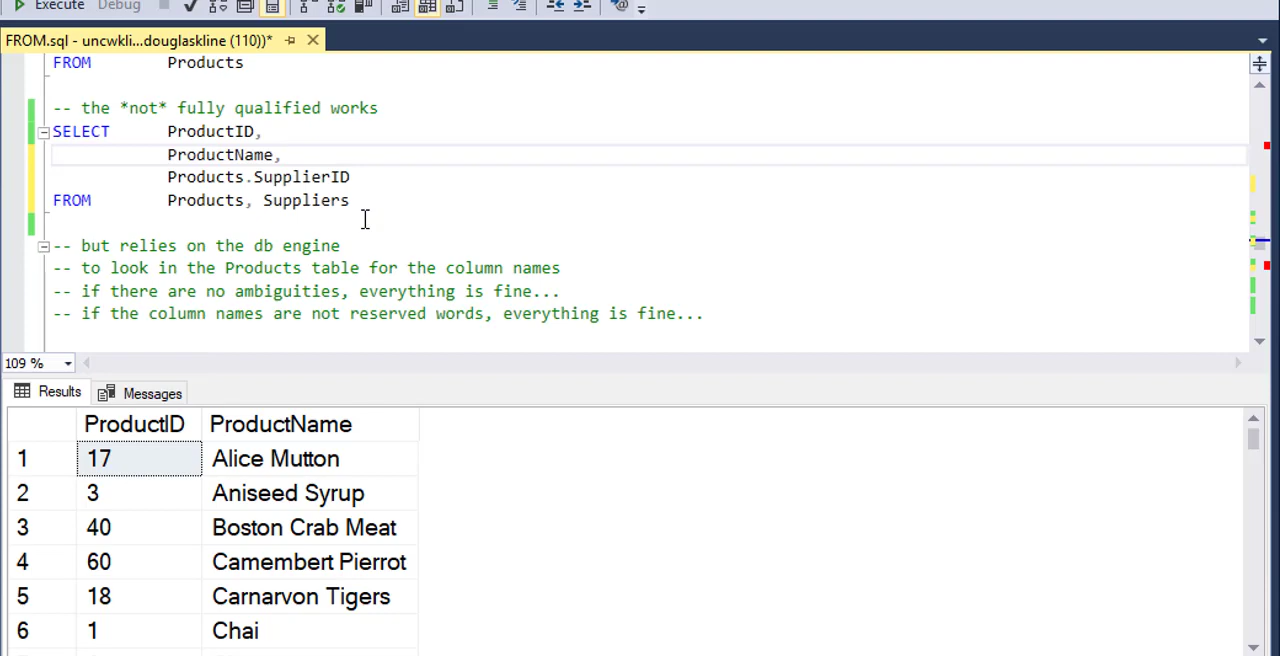 Execute Debug
FROM.sql - uncwkli...douglaskline (110))*
FROM Products
-- the *not* fully qualified works
SELECT ProductID,
ProductName,
Products.SupplierID
FROM Products, Suppliers
-- but relies on the db engine
-- to look in the Products table for the column names
-- if there are no ambiguities, everything is fine...
-- if the column names are not reserved words, everything is fine...
109 %
Results Messages
ProductID ProductName
1 17 Alice Mutton
2 3 Aniseed Syrup
3 40 Boston Crab Meat
4 60 Camembert Pierrot
5 18 Carnarvon Tigers
6 1 Chai